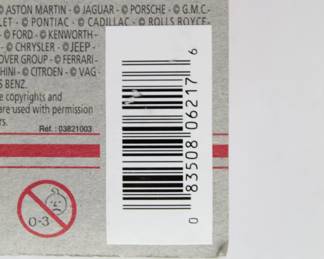 © ASTON MARTIN - © JAGUAR - © PORSCHE - © G.M.C-
LET - © PONTIAC - © CADILLAC - © ROLLS ROYCE-
- © FORD - © KENWORTH-
- © CHRYSLER - © JEEP -
OVER GROUP - © FERRARI-
HINI - © CITROEN - © VAG
S BENZ.
e copyrights and
are used with permission
rs.
Réf. : 03821003
0-3
0 83508 06217 6